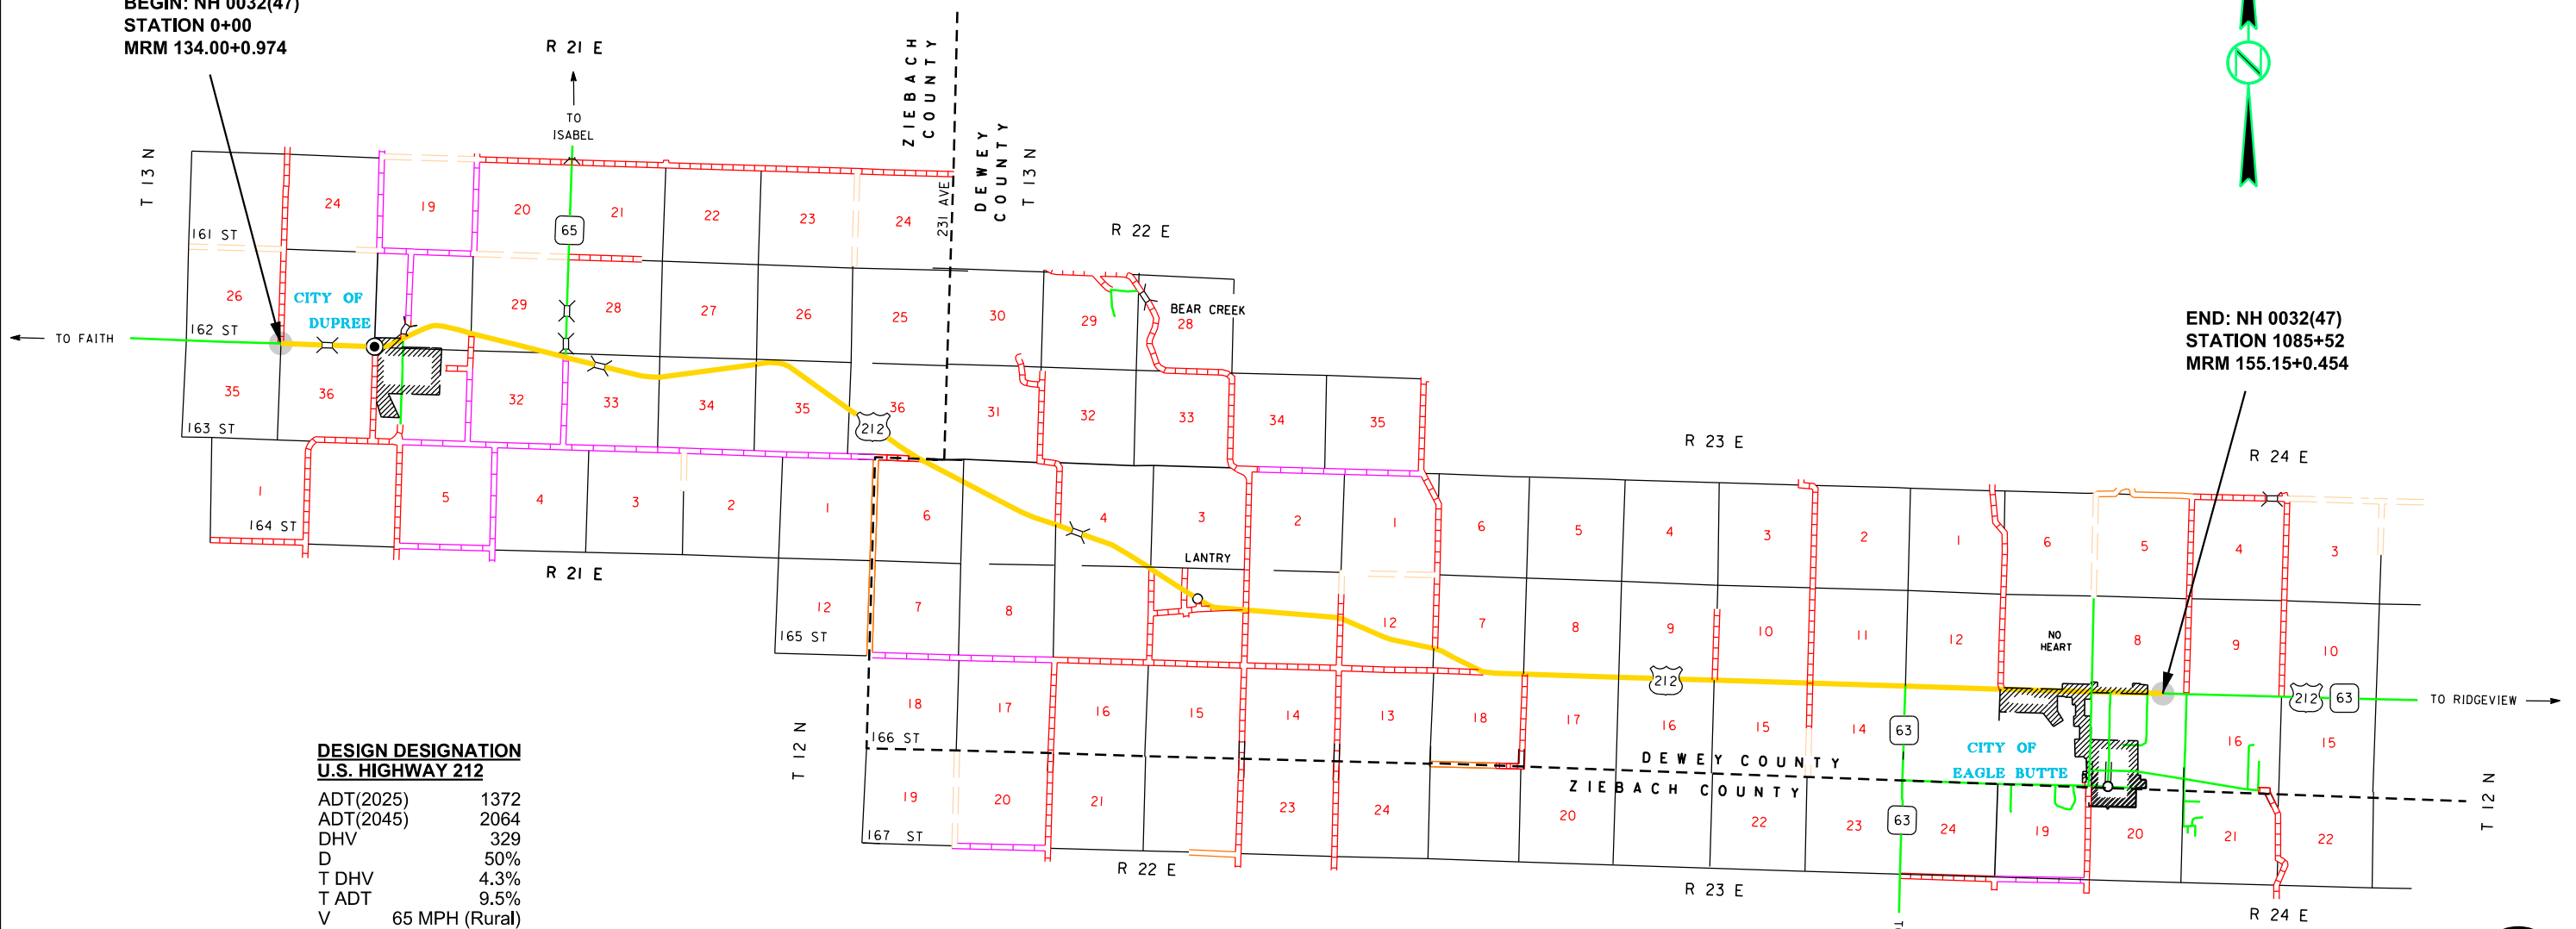 BEGIN: NH 0032(47)
STATION 0+00
MRM 134.00+0.974
R 21 E
TO
ISABEL
ZIEBACH
COUNTY
DEWEY
COUNTY
T 13 N
T 13 N
231 AVE
N
R 22 E
24
19
20
21
22
23
24
65
161 ST
26
CITY OF
DUPREE
29
28
27
26
25
30
29
28
BEAR CREEK
TO FAITH
162 ST
END: NH 0032(47)
STATION 1085+52
MRM 155.15+0.454
35
36
32
33
34
35
36
31
32
33
34
35
212
163 ST
R 23 E
R 24 E
1
5
4
3
2
1
6
4
3
2
1
6
5
4
3
2
1
6
5
4
3
164 ST
LANTRY
R 21 E
12
7
8
12
7
8
9
10
11
12
NO
HEART
8
9
10
165 ST
212
212
63
TO RIDGEVIEW
18
17
16
15
14
13
18
17
16
15
14
63
16
15
166 ST
T 12 N
DEWEY COUNTY
ZIEBACH COUNTY
CITY OF
EAGLE BUTTE
T 12 N
19
20
21
23
24
20
22
23
63
24
19
20
21
22
167 ST
R 22 E
R 23 E
R 24 E
DESIGN DESIGNATION
U.S. HIGHWAY 212
ADT(2025) 1372
ADT(2045) 2064
DHV 329
D 50%
T DHV 4.3%
T ADT 9.5%
V 65 MPH (Rural)